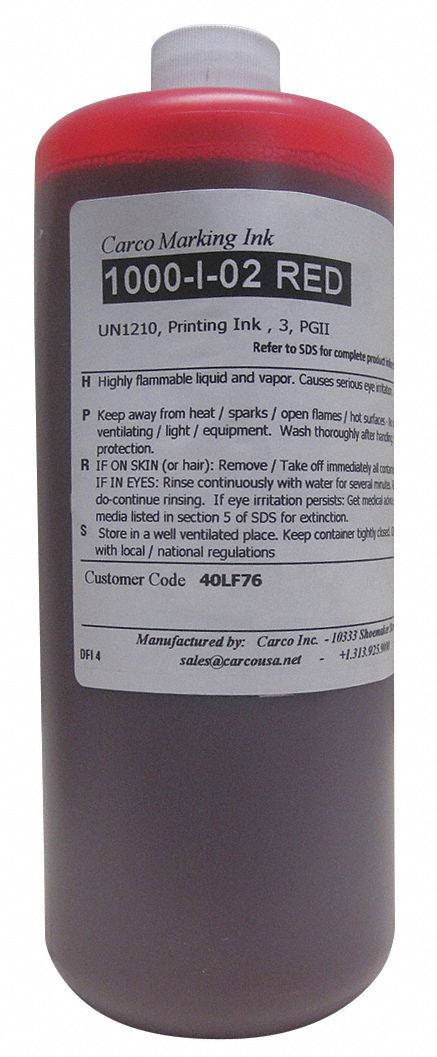 Carco Marking Ink
1000-I-02 RED
UN1210, Printing Ink , 3, PGII
Refer to SDS for complete product
H Highly flammable liquid and vapor. Causes serious eye irritation,
P Keep away from heat / sparks / open flames / hot surfaces -
ventilating / light / equipment. Wash thoroughly after handling
protection.
R IF ON SKIN (or hair): Remove / Take off immediately all
IF IN EYES: Rinse continuously with water for several minutes.
do-continue rinsing. If eye irritation persists: Get medical
media listed in section 5 of SDS for extinction.
S Store in a well ventilated place. Keep container tightly closed.
with local / national regulations
Customer Code 40LF76
Manufactured by: Carco Inc. - 10333 Shoemaker
DFI 4 sales@carcousa.net - +1.313.925.9000